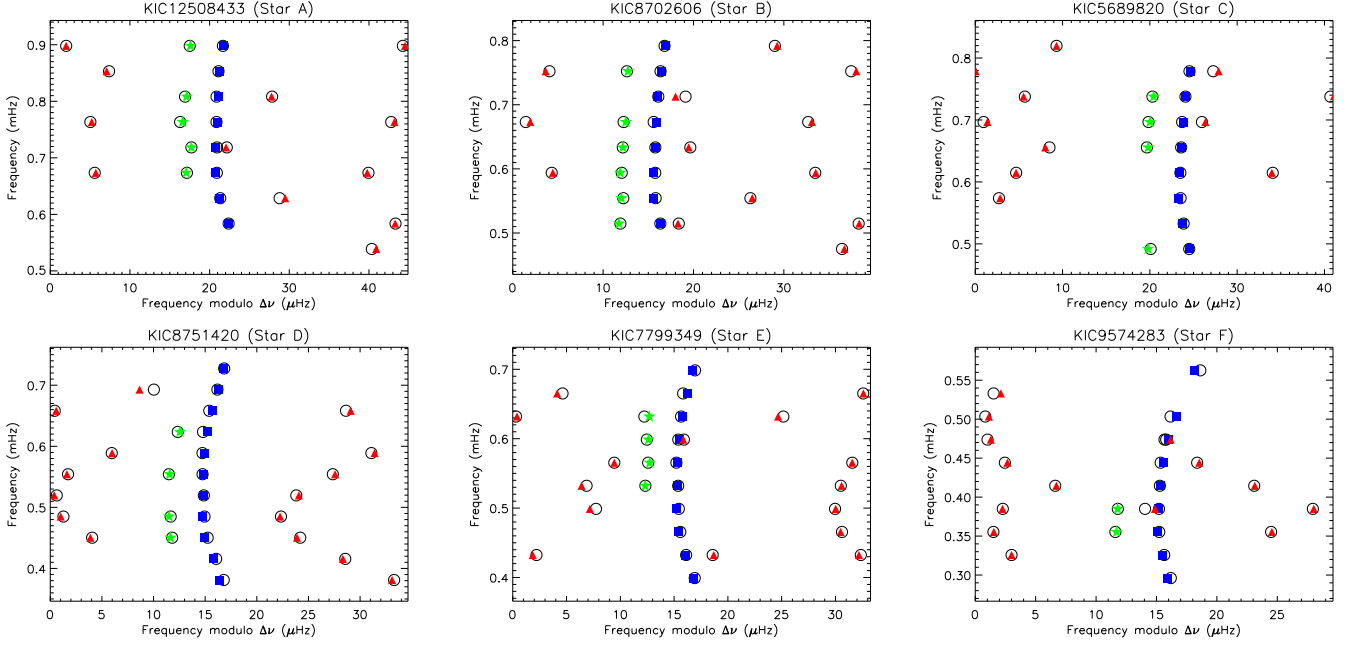 KIC12508433 (Star A)
Frequency (mHz)
0.9
0.8
0.7
0.6
0.5
0 10 20 30 40
Frequency modulo Δν (μHz)
KIC8702606 (Star B)
Frequency (mHz)
0.8
0.7
0.6
0.5
0 10 20 30
Frequency modulo Δν (μHz)
KIC5689820 (Star C)
Frequency (mHz)
0.8
0.7
0.6
0.5
0 10 20 30 40
Frequency modulo Δν (μHz)
KIC8751420 (Star D)
Frequency (mHz)
0.7
0.6
0.5
0.4
0 5 10 15 20 25 30
Frequency modulo Δν (μHz)
KIC7799349 (Star E)
Frequency (mHz)
0.7
0.6
0.5
0.4
0 5 10 15 20 25 30
Frequency modulo Δν (μHz)
KIC9574283 (Star F)
Frequency (mHz)
0.55
0.50
0.45
0.40
0.35
0.30
0 5 10 15 20 25
Frequency modulo Δν (μHz)